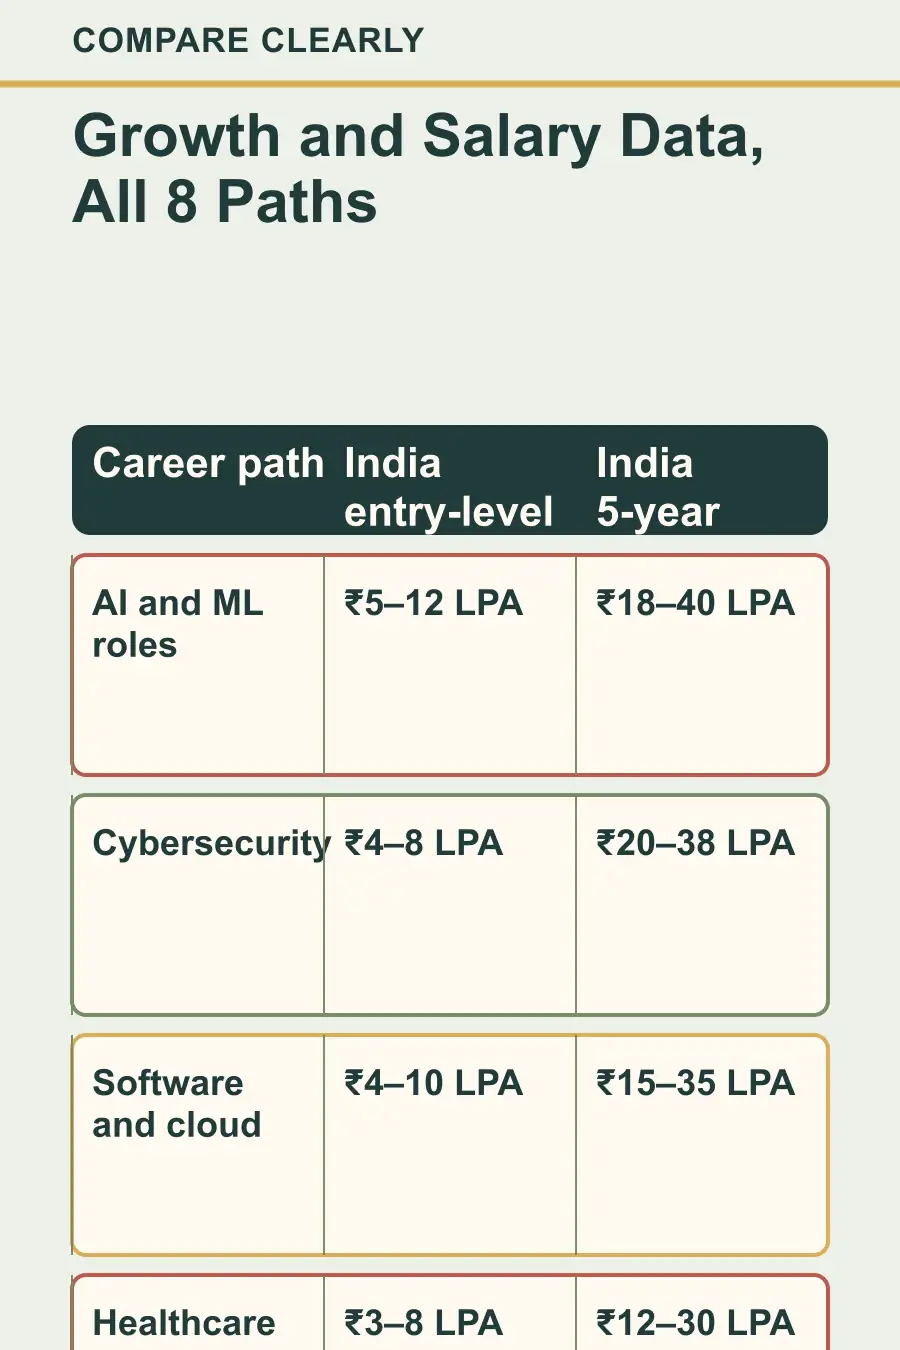 COMPARE CLEARLY
Growth and Salary Data,
All 8 Paths
Career path India India
entry-level 5-year
AI and ML ₹5–12 LPA ₹18–40 LPA
roles
Cybersecurity ₹4–8 LPA ₹20–38 LPA
Software ₹4–10 LPA ₹15–35 LPA
and cloud
Healthcare ₹3–8 LPA ₹12–30 LPA